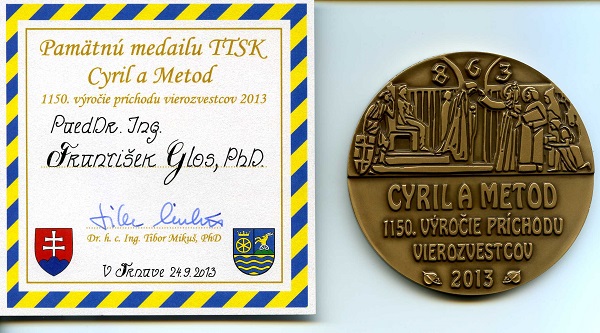 Pamätnú medailu TTSK
Cyril a Metod
1150. výročie príchodu vierozvestcov 2013
PaedDr. Ing.
František Glos, PhD.
Dr. h. c. Ing. Tibor Mikuš, PhD
V Trnave 24.9.2013
863
CYRIL A METOD
1150. VÝROČIE PRÍCHODU
VIEROZVESTCOV
2013